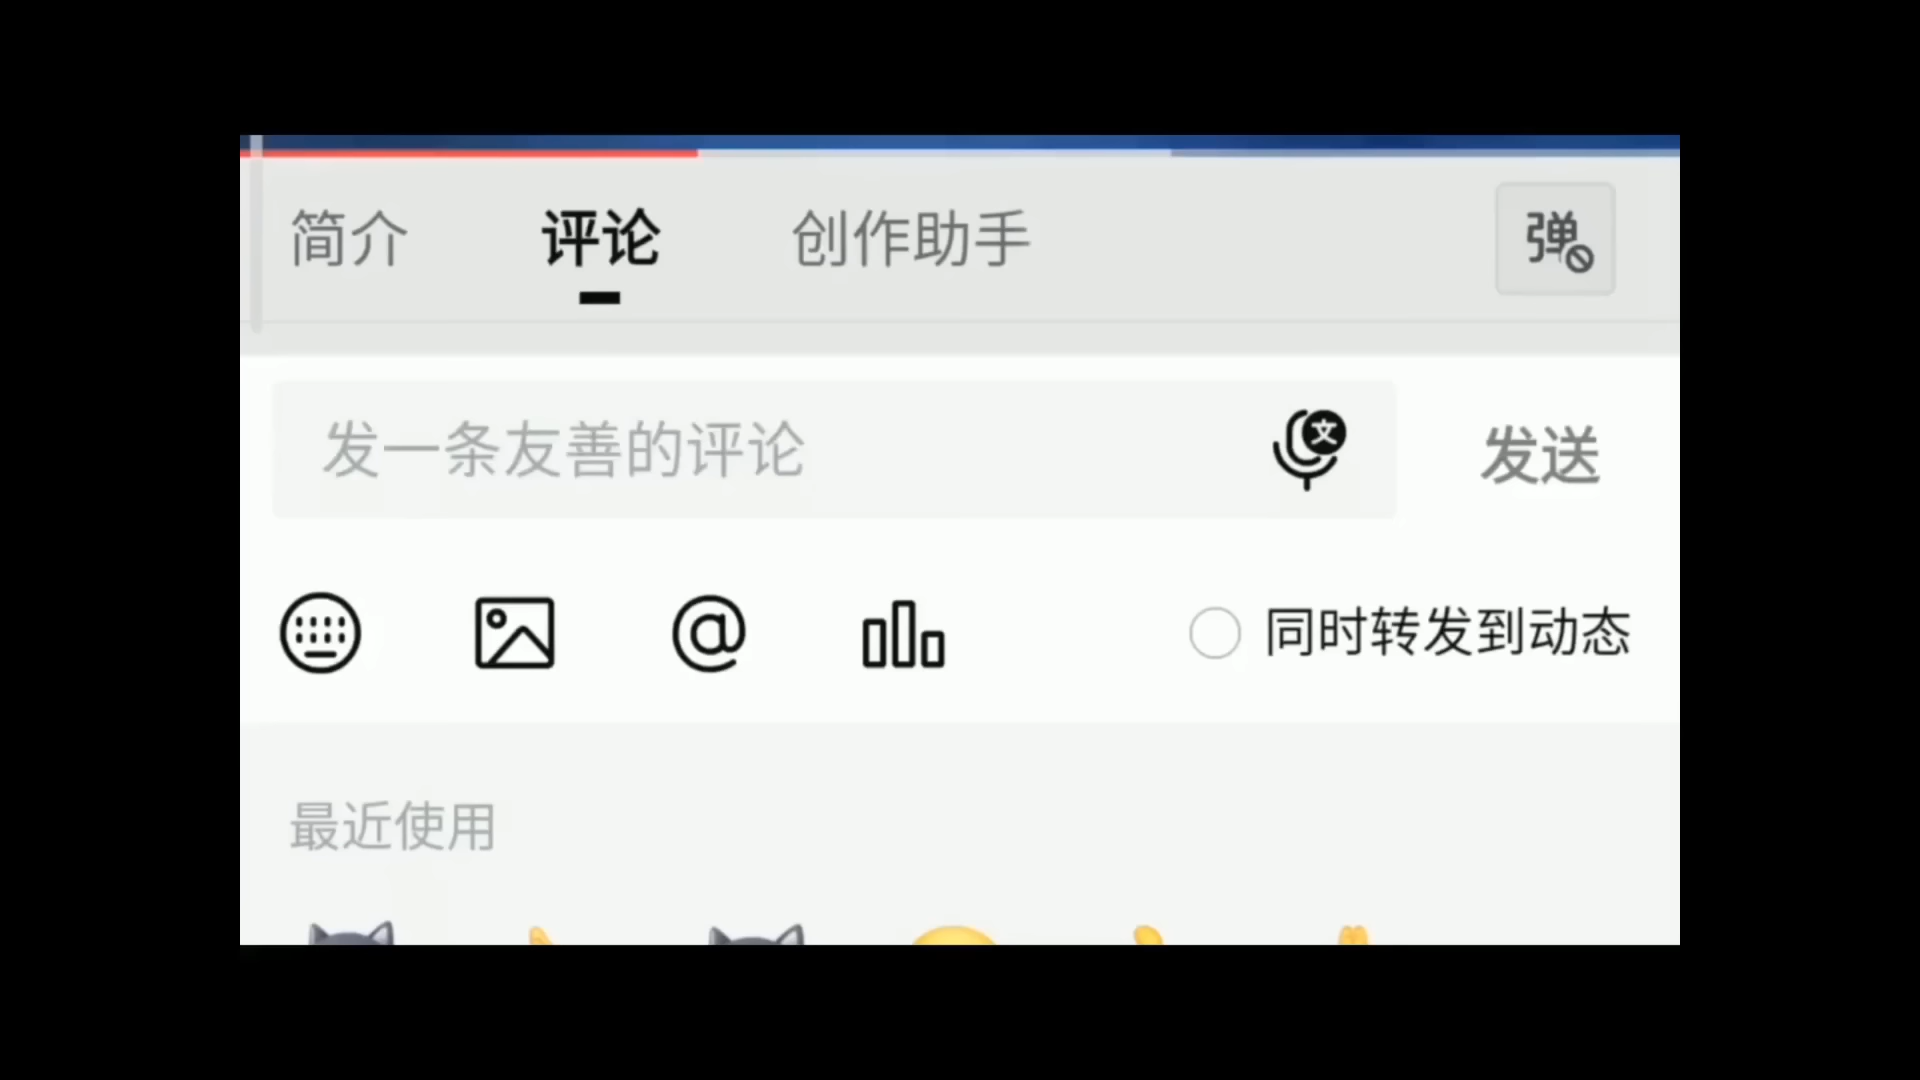 简介 评论 创作助手 弹
发一条友善的评论 文 发送
@ 同时转发到动态
最近使用